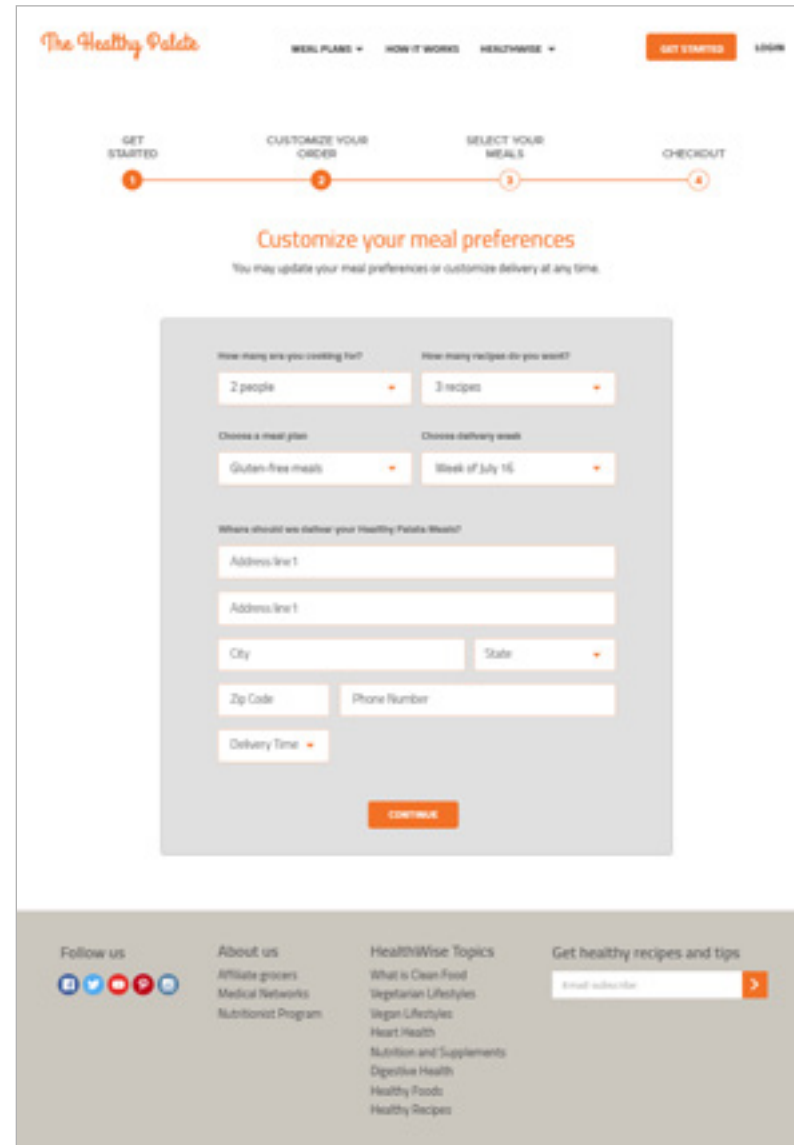 The Healthy Palate
MEAL PLANS
HOW IT WORKS
HEALTHWISE
GET STARTED
LOGIN
GET
STARTED
CUSTOMIZE YOUR
ORDER
SELECT YOUR
MEALS
CHECKOUT
1
2
3
4
Customize your meal preferences
You may update your meal preferences or customize delivery at any time.
How many are you cooking for?
How many recipes do you want?
2 people
3 recipes
Choose a meal plan
Choose delivery week
Gluten-free meals
Week of July 16
Where should we deliver your Healthy Palate Meals?
Address line 1
Address line 1
City
State
Zip Code
Phone Number
Delivery Time
CONTINUE
Follow us
About us
Affiliate grocers
Medical Networks
Nutritionist Program
HealthWise Topics
What is Clean Food
Vegetarian Lifestyles
Vegan Lifestyles
Heart Health
Nutrition and Supplements
Digestive Health
Healthy Foods
Healthy Recipes
Get healthy recipes and tips
Email subscribe